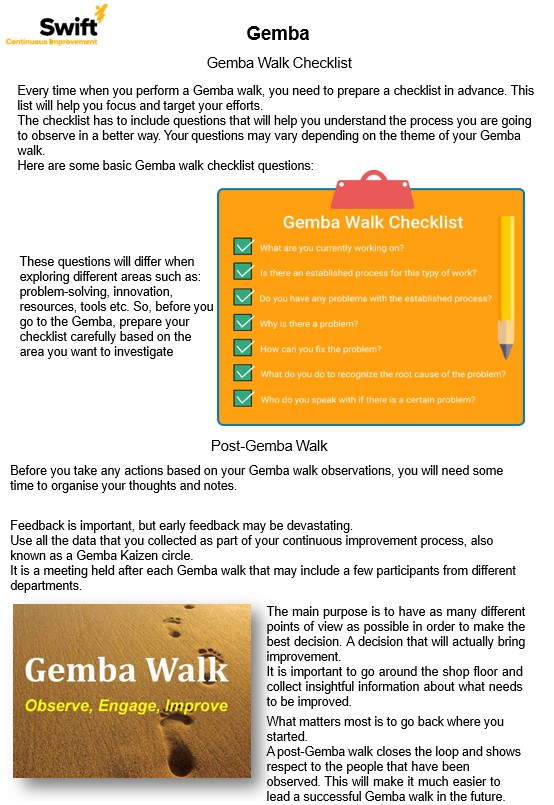 Swift
Continuous Improvement
Gemba
Gemba Walk Checklist
Every time when you perform a Gemba walk, you need to prepare a checklist in advance. This
list will help you focus and target your efforts.
The checklist has to include questions that will help you understand the process you are going
to observe in a better way. Your questions may vary depending on the theme of your Gemba
walk.
Here are some basic Gemba walk checklist questions:
These questions will differ when
exploring different areas such as:
problem-solving, innovation,
resources, tools etc. So, before you
go to the Gemba, prepare your
checklist carefully based on the
area you want to investigate
Gemba Walk Checklist
What are you currently working on?
Is there an established process for this typy of work?
Do you have any problems with the established process?
Why is there a problem?
How can you fix the problem?
What do you do to recognize the root cause of the problem?
Who do you speak with if there is a certain problem?
Post-Gemba Walk
Before you take any actions based on your Gemba walk observations, you will need some
time to organise your thoughts and notes.
Feedback is important, but early feedback may be devastating.
Use all the data that you collected as part of your continuous improvement process, also
known as a Gemba Kaizen circle.
It is a meeting held after each Gemba walk that may include a few participants from different
departments.
Gemba Walk
Observe, Engage, Improve
The main purpose is to have as many different
points of view as possible in order to make the
best decision. A decision that will actually bring
improvement.
It is important to go around the shop floor and
collect insightful information about what needs
to be improved.
What matters most is to go back where you
started.
A post-Gemba walk closes the loop and shows
respect to the people that have been
observed. This will make it much easier to
lead a successful Gemba walk in the future.